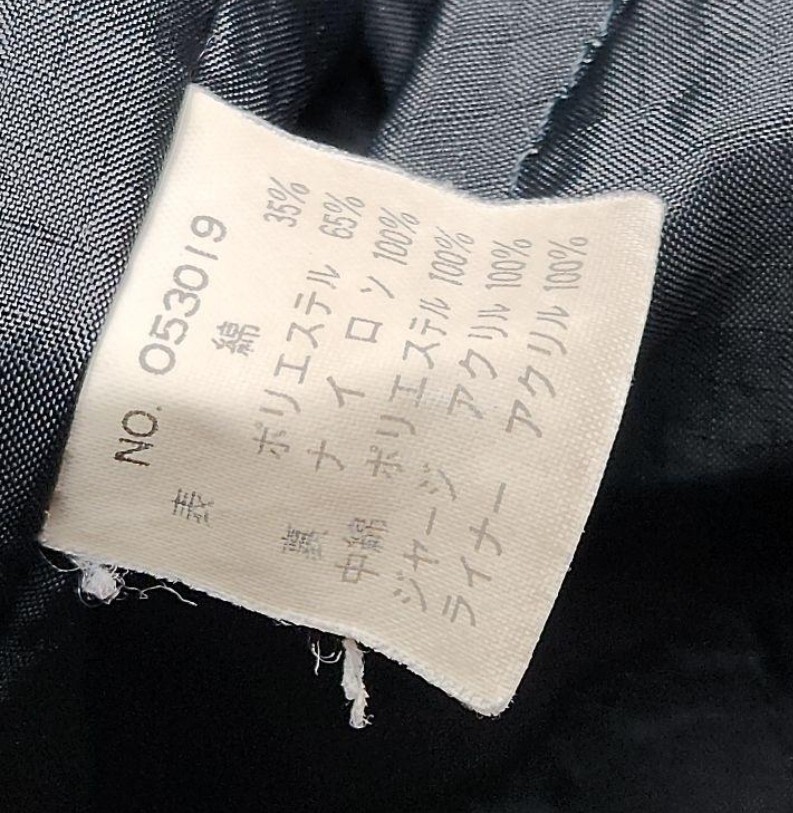 NO. 053019
表 綿 35%
ポリエステル 65%
裏 ナイロン 100%
中綿 ポリエステル 100%
ジャージ アクリル 100%
ライナー アクリル 100%